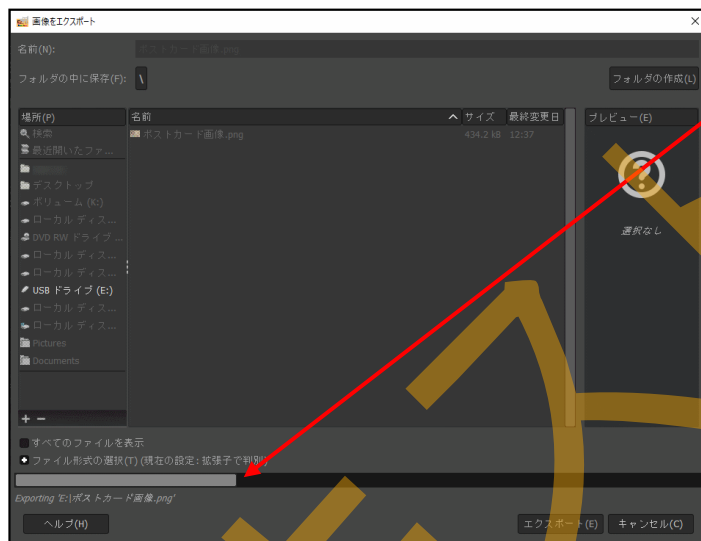 画像をエクスポート
名前(N): ポストカード画像.png
フォルダの中に保存(F): \ フォルダの作成(L)
場所(P) 名前 サイズ 最終変更日 プレビュー(E)
検索 ポストカード画像.png 434.2 kB 12:37
最近開いたファ...
デスクトップ
ボリューム (K:)
ローカル ディス...
DVD RW ドライブ ...
ローカル ディス...
ローカル ディス...
USB ドライブ (E:)
ローカル ディス...
ローカル ディス...
Pictures
Documents
選択なし
すべてのファイルを表示
ファイル形式の選択(T) (現在の設定: 拡張子で判別)
Exporting 'E:\ポストカード画像.png'
ヘルプ(H) エクスポート(E) キャンセル(C)